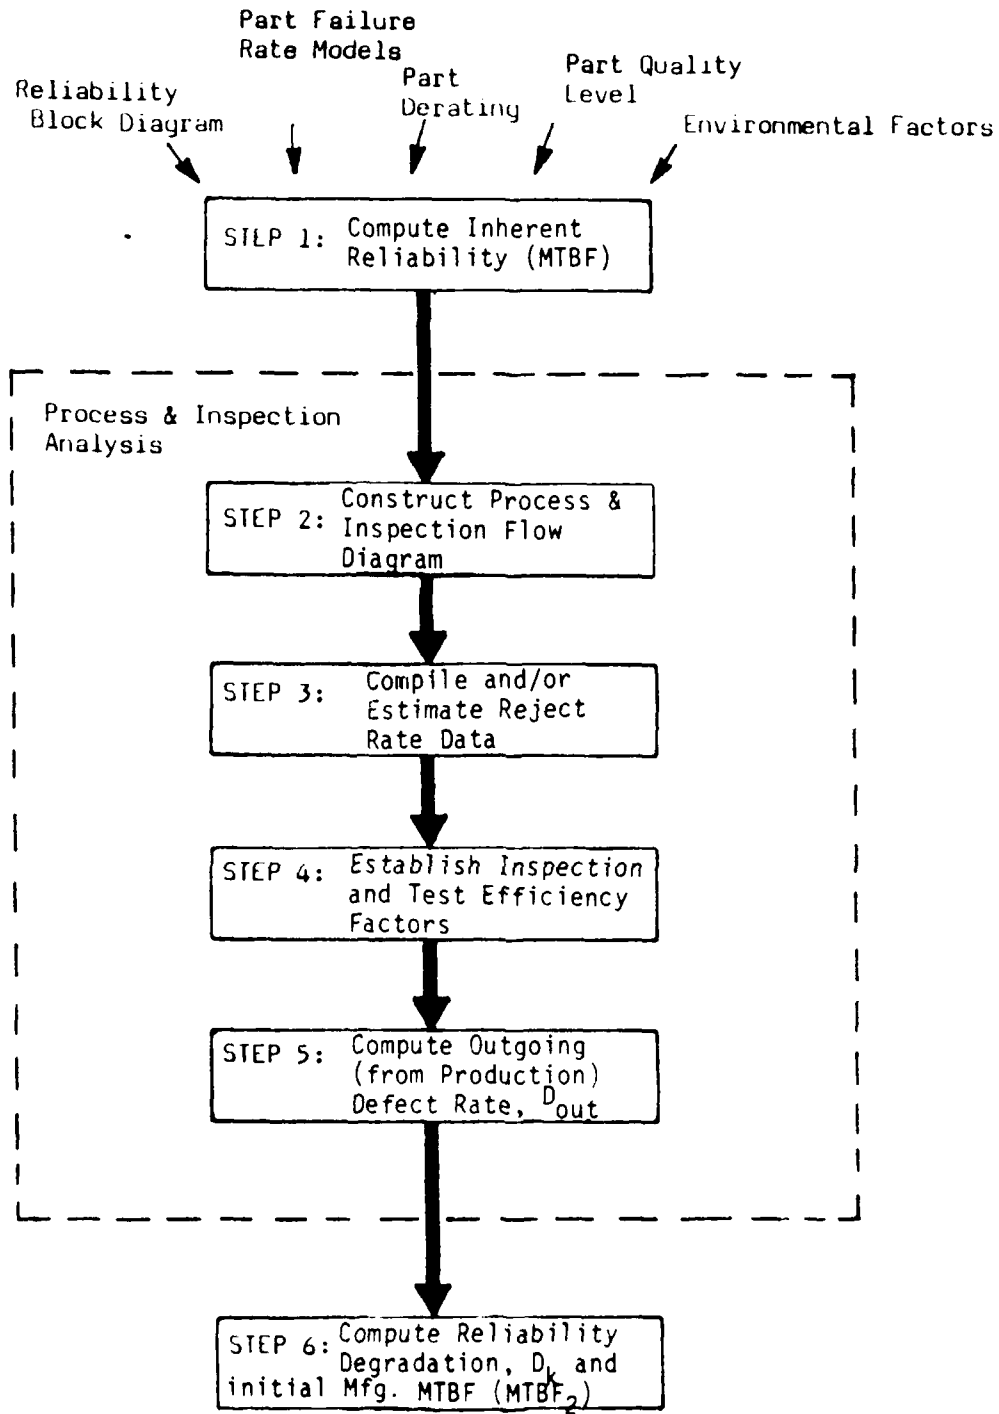 Part Failure
Rate Models
Part
Derating
Part Quality
Level
Reliability
Block Diagram
Environmental Factors
STEP 1: Compute Inherent
Reliability (MTBF)
Process & Inspection
Analysis
STEP 2: Construct Process &
Inspection Flow
Diagram
STEP 3: Compile and/or
Estimate Reject
Rate Data
STEP 4: Establish Inspection
and Test Efficiency
Factors
STEP 5: Compute Outgoing
(from Production)
Defect Rate, Dout
STEP 6: Compute Reliability
Degradation, Dk and
initial Mfg. MTBF (MTBF2)